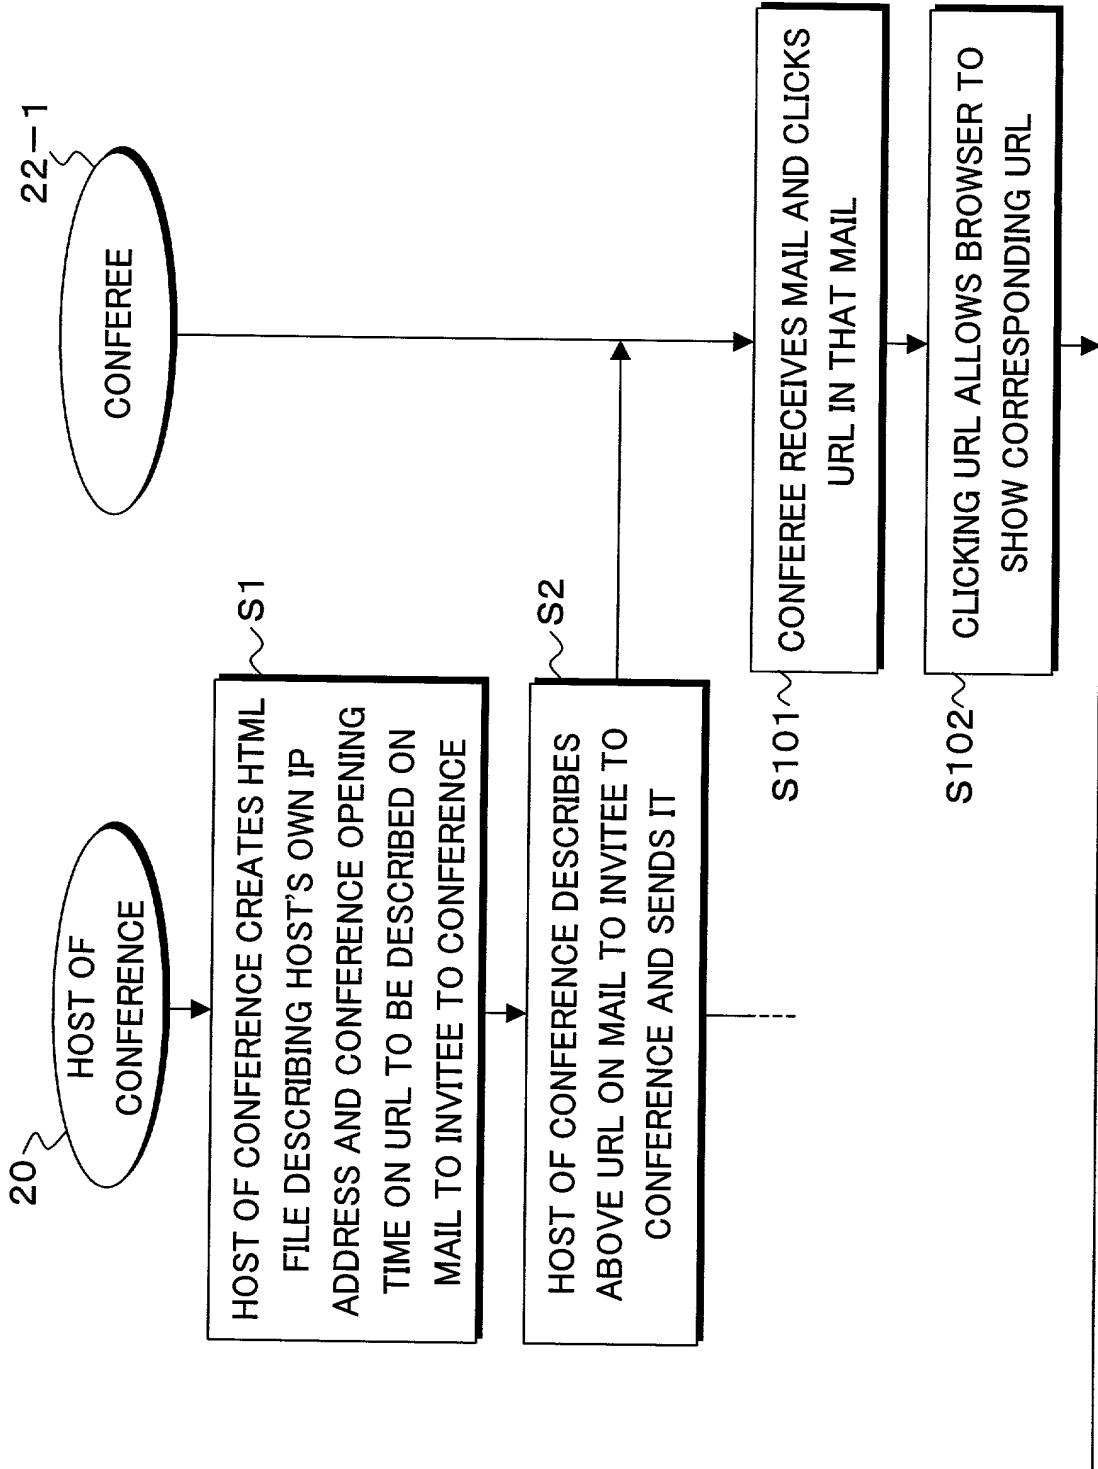 20
HOST OF
CONFERENCE
22-1
CONFEREE
S1
HOST OF CONFERENCE CREATES HTML
FILE DESCRIBING HOST'S OWN IP
ADDRESS AND CONFERENCE OPENING
TIME ON URL TO BE DESCRIBED ON
MAIL TO INVITEE TO CONFERENCE
S2
HOST OF CONFERENCE DESCRIBES
ABOVE URL ON MAIL TO INVITEE TO
CONFERENCE AND SENDS IT
S101
CONFEREE RECEIVES MAIL AND CLICKS
URL IN THAT MAIL
S102
CLICKING URL ALLOWS BROWSER TO
SHOW CORRESPONDING URL